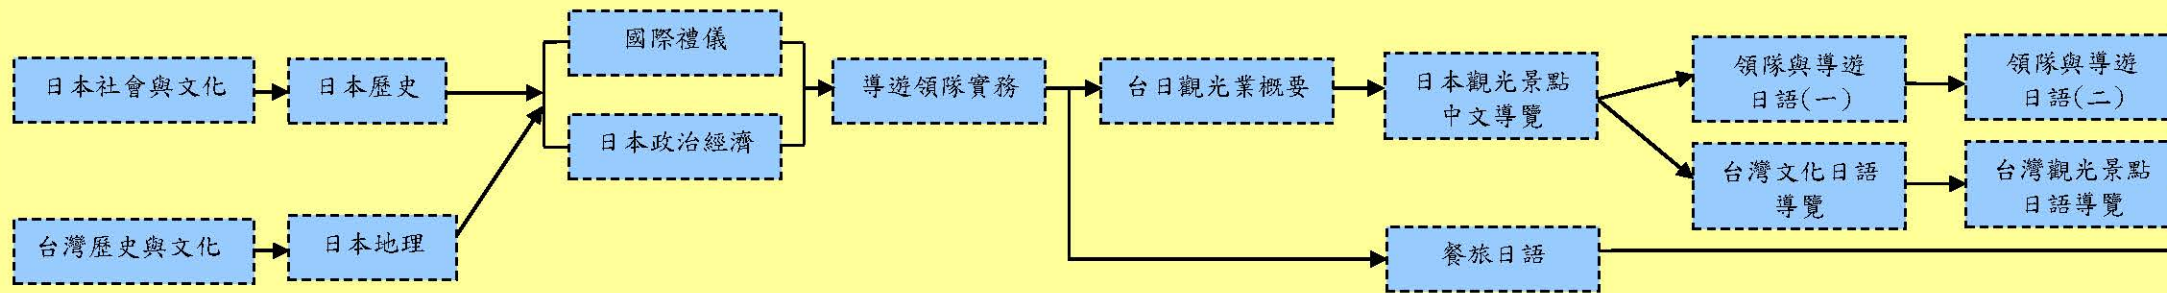 日本社會與文化
日本歷史
國際禮儀
日本政治經濟
導遊領隊實務
台日觀光業概要
日本觀光景點
中文導覽
領隊與導遊
日語(一)
領隊與導遊
日語(二)
台灣文化日語
導覽
台灣觀光景點
日語導覽
台灣歷史與文化
日本地理
餐旅日語